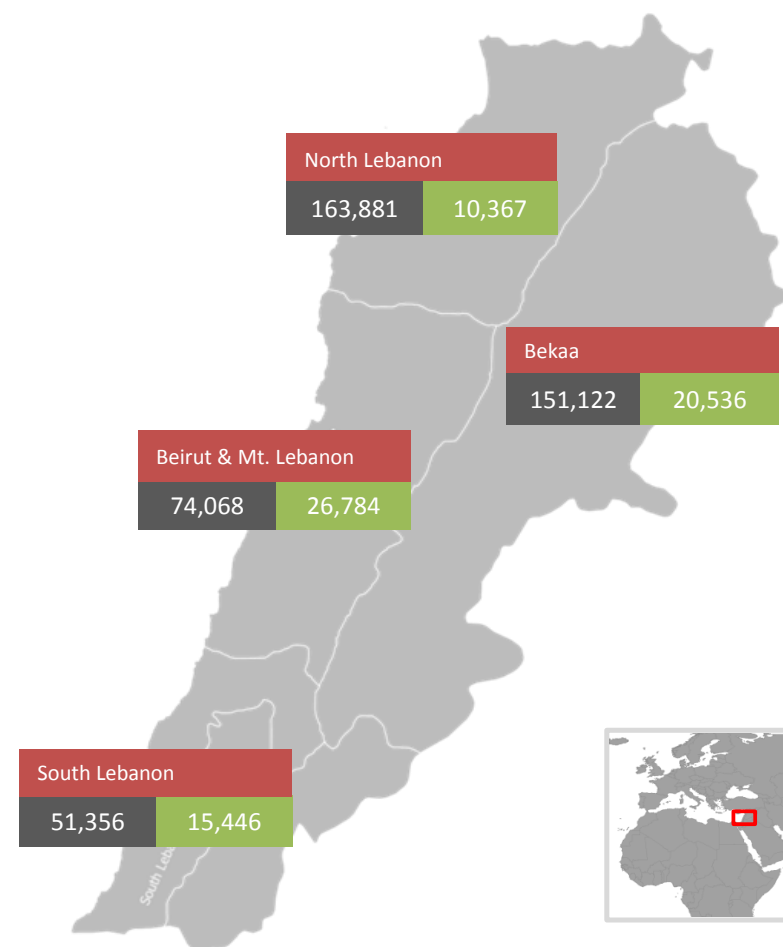 North Lebanon
163,881 10,367
Bekaa
151,122 20,536
Beirut & Mt. Lebanon
74,068 26,784
South Lebanon
51,356 15,446
South